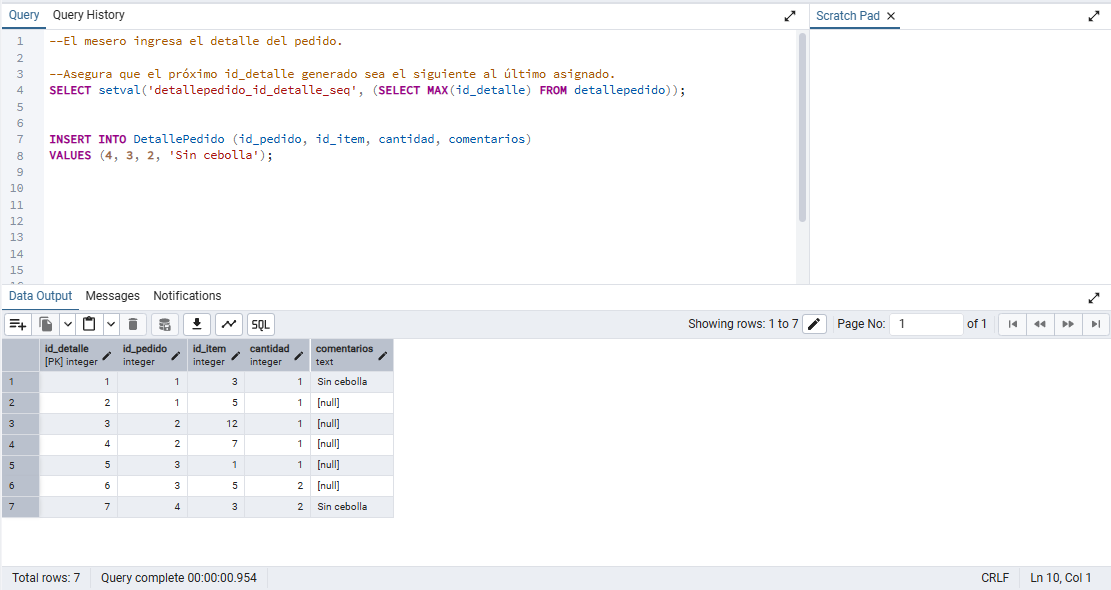 Query Query History
Scratch Pad
1 --El mesero ingresa el detalle del pedido.
2
3 --Asegura que el próximo id_detalle generado sea el siguiente al último asignado.
4 SELECT setval('detallepedido_id_detalle_seq', (SELECT MAX(id_detalle) FROM detallepedido));
5
6
7 INSERT INTO DetallePedido (id_pedido, id_item, cantidad, comentarios)
8 VALUES (4, 3, 2, 'Sin cebolla');
9
10
11
12
13
14
15
Data Output Messages Notifications
SQL Showing rows: 1 to 7 Page No: 1 of 1
id_detalle id_pedido id_item cantidad comentarios
[PK] integer integer integer integer text
1 1 1 3 1 Sin cebolla
2 2 1 5 1 [null]
3 3 2 12 1 [null]
4 4 2 7 1 [null]
5 5 3 1 1 [null]
6 6 3 5 2 [null]
7 7 4 3 2 Sin cebolla
Total rows: 7 Query complete 00:00:00.954 CRLF Ln 10, Col 1